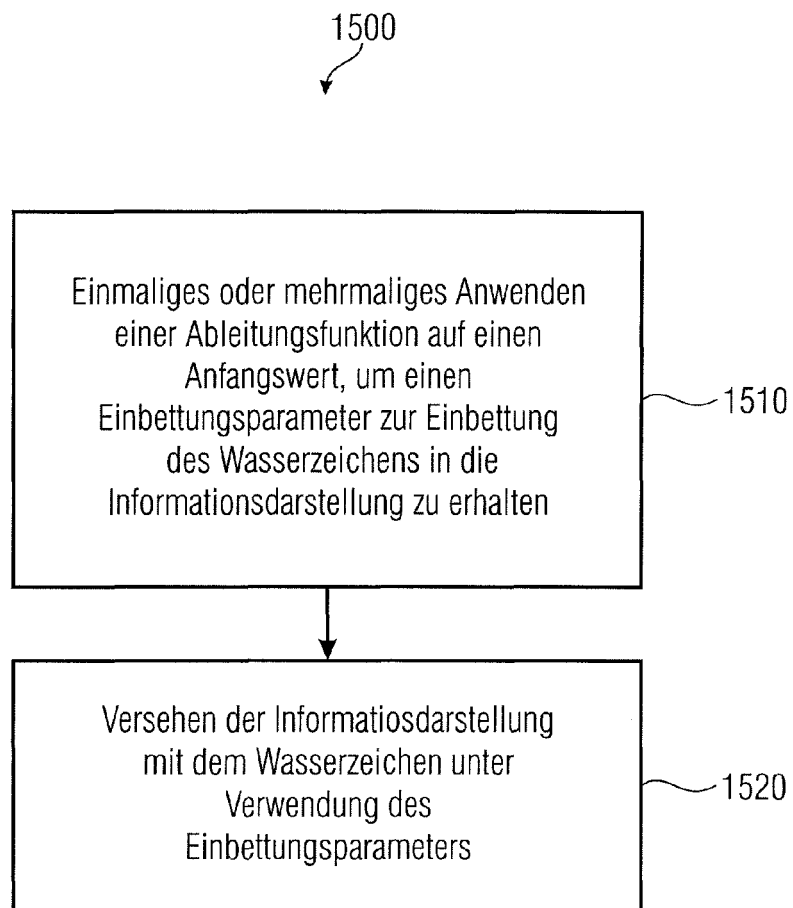 1500
Einmaliges oder mehrmaliges Anwenden
einer Ableitungsfunktion auf einen
Anfangswert, um einen
Einbettungsparameter zur Einbettung
des Wasserzeichens in die
Informationsdarstellung zu erhalten
1510
Versehen der Informatiosdarstellung
mit dem Wasserzeichen unter
Verwendung des
Einbettungsparameters
1520